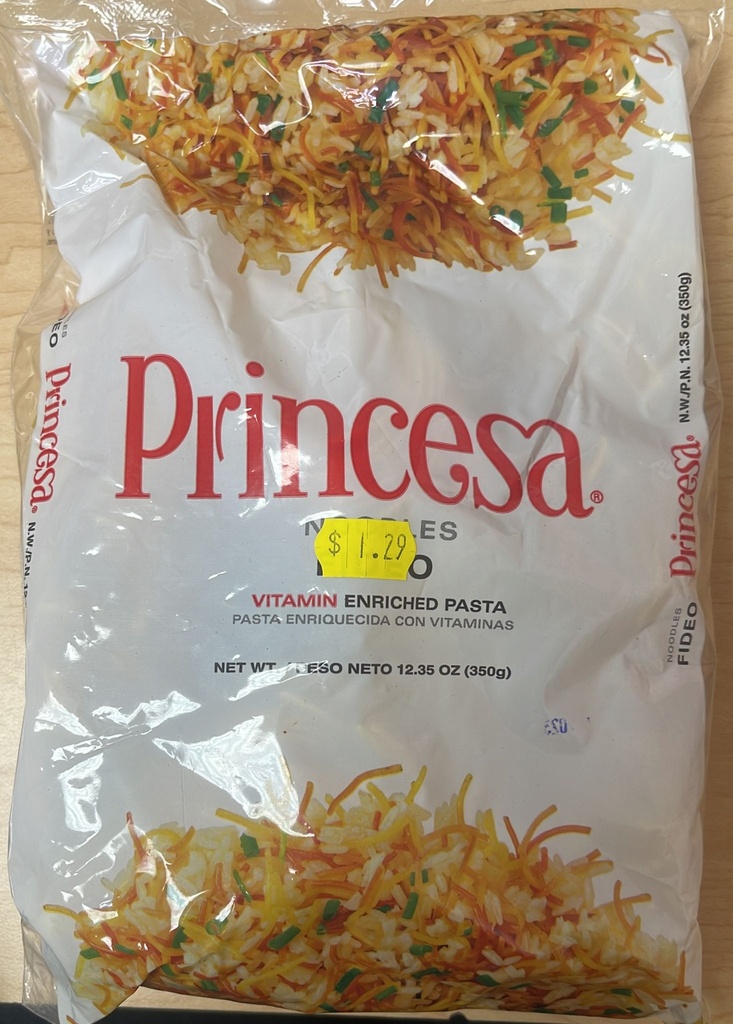 Princesa®
$ 1.29
VITAMIN ENRICHED PASTA
PASTA ENRIQUECIDA CON VITAMINAS
NET WT. PESO NETO 12.35 OZ (350g)
Princesa®
N.W./P.N.
NOODLES
FIDEO
Princesa®
N.W./P.N. 12.35 oz (350g)